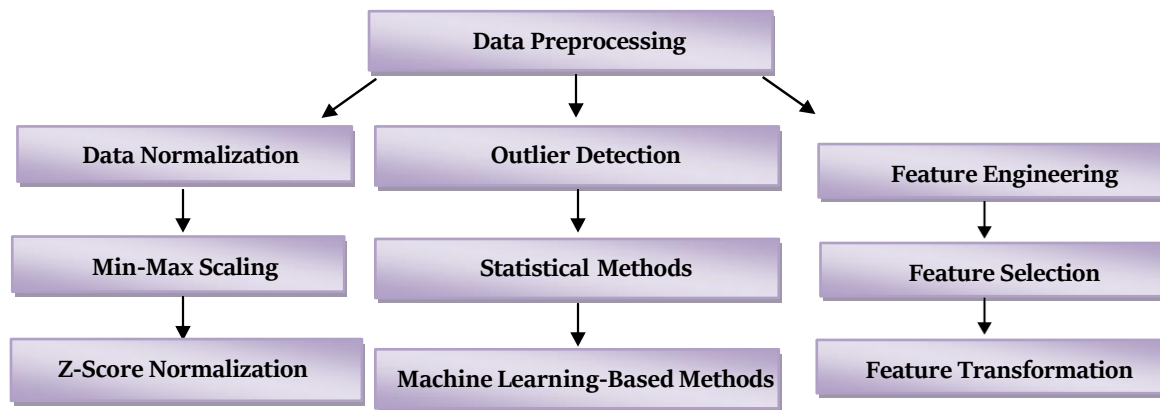 Data Preprocessing
Data Normalization
Outlier Detection
Feature Engineering
Min-Max Scaling
Statistical Methods
Feature Selection
Z-Score Normalization
Machine Learning-Based Methods
Feature Transformation